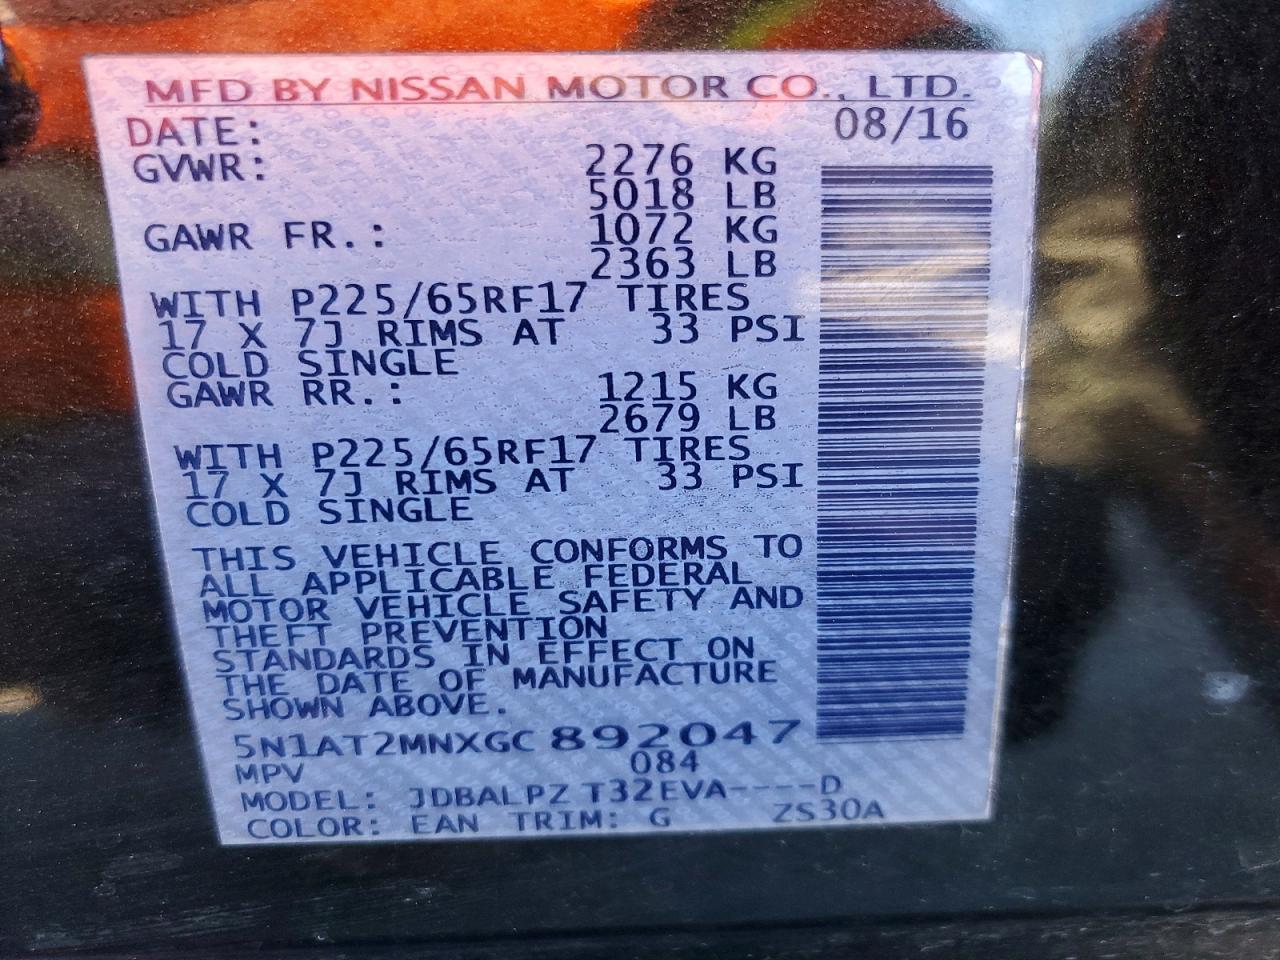 MFD BY NISSAN MOTOR CO., LTD.
DATE: 08/16
GVWR: 2276 KG
5018 LB
GAWR FR.: 1072 KG
2363 LB
WITH P225/65RF17 TIRES
17 X 7J RIMS AT 33 PSI
COLD SINGLE
GAWR RR.: 1215 KG
2679 LB
WITH P225/65RF17 TIRES
17 X 7J RIMS AT 33 PSI
COLD SINGLE
THIS VEHICLE CONFORMS TO
ALL APPLICABLE FEDERAL
MOTOR VEHICLE SAFETY AND
THEFT PREVENTION
STANDARDS IN EFFECT ON
THE DATE OF MANUFACTURE
SHOWN ABOVE.
5N1AT2MNXGC892047
MPV 084
MODEL: JDBALPZ T32EVA----D
COLOR: EAN TRIM: G ZS30A